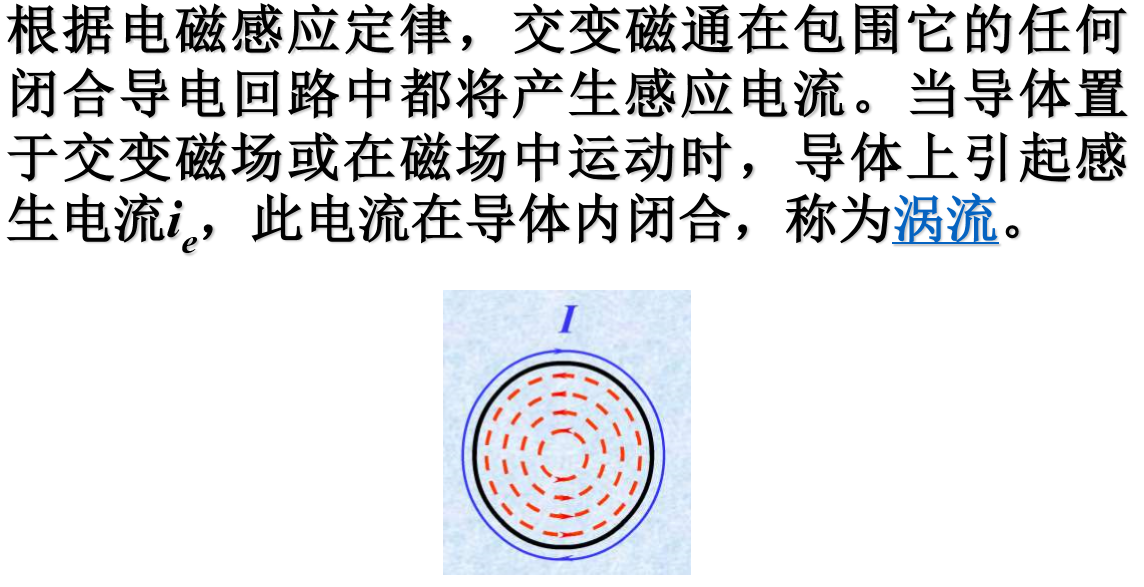 根据电磁感应定律，交变磁通在包围它的任何
闭合导电回路中都将产生感应电流。当导体置
于交变磁场或在磁场中运动时，导体上引起感
生电流ie，此电流在导体内闭合，称为涡流。
I